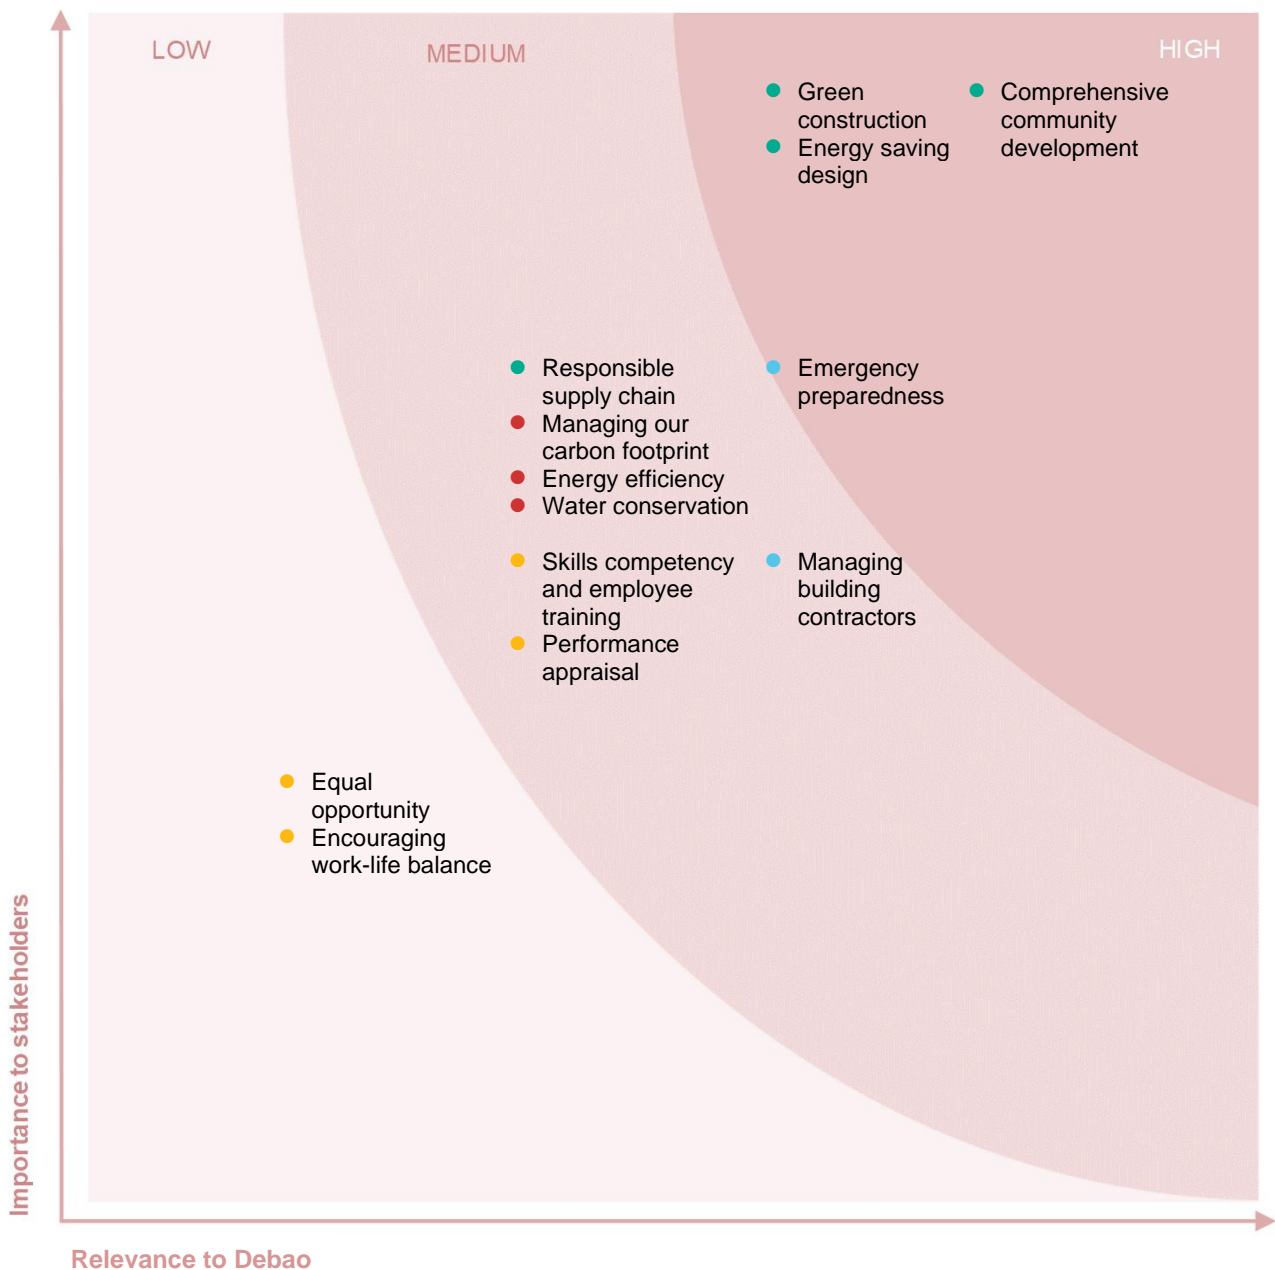 LOW
MEDIUM
HIGH
Green
construction
Energy saving
design
Comprehensive
community
development
Responsible
supply chain
Managing our
carbon footprint
Energy efficiency
Water conservation
Emergency
preparedness
Skills competency
and employee
training
Performance
appraisal
Managing
building
contractors
Equal
opportunity
Encouraging
work-life balance
Importance to stakeholders
Relevance to Debao